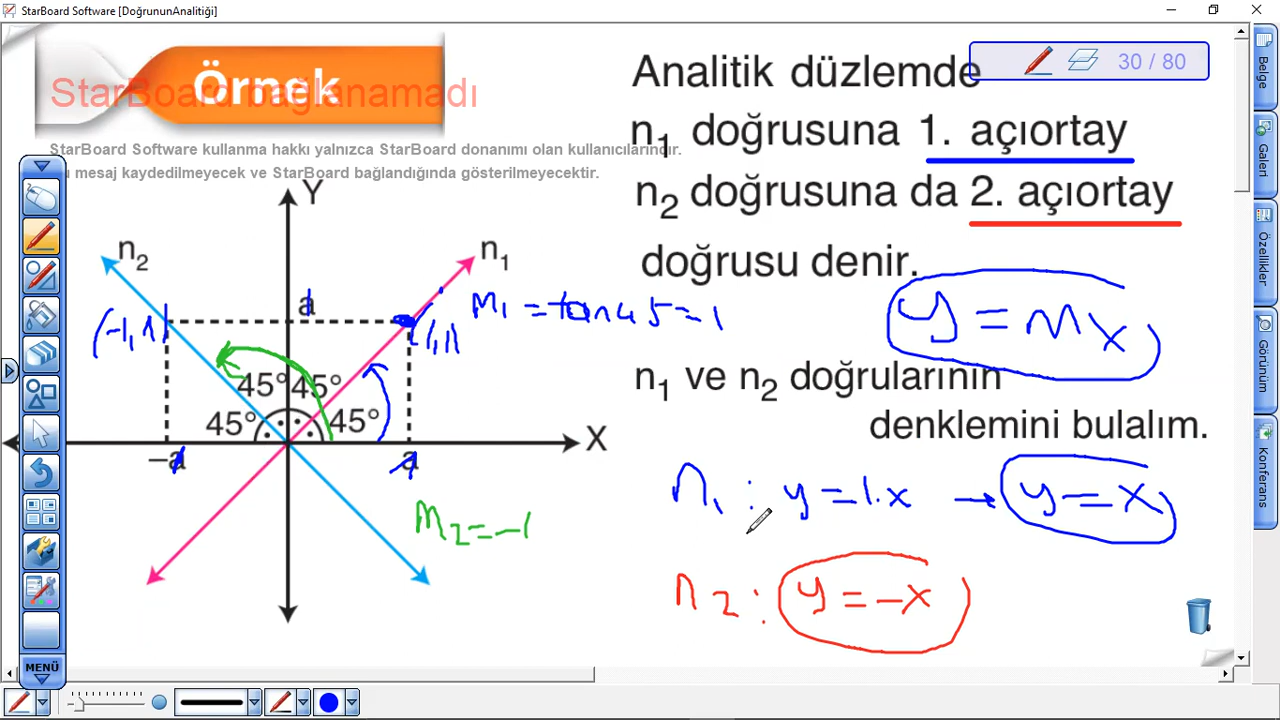 StarBoard Software [DoğrununAnalitiği]
Örnek
StarBoard bağlanamadı
StarBoard Software kullanma hakkı yalnızca StarBoard donanımı olan kullanıcılarındır.
mesaj kaydedilmeyecek ve StarBoard bağlandığında gösterilmeyecektir.
30 / 80
Analitik düzlemde
n1 doğrusuna 1. açıortay
n2 doğrusuna da 2. açıortay
doğrusu denir.
y = mx
n1 ve n2 doğrularının
denklemini bulalım.
n1 : y = 1.x → y = x
n2 : y = -x
Y
n2
n1
a
m1 = tan45 = 1
(-1,1)
(1,1)
45° 45°
45° 45°
-a
a
X
m2 = -1
MENÜ
Belge
Galeri
Özellikler
Görünüm
Konferans